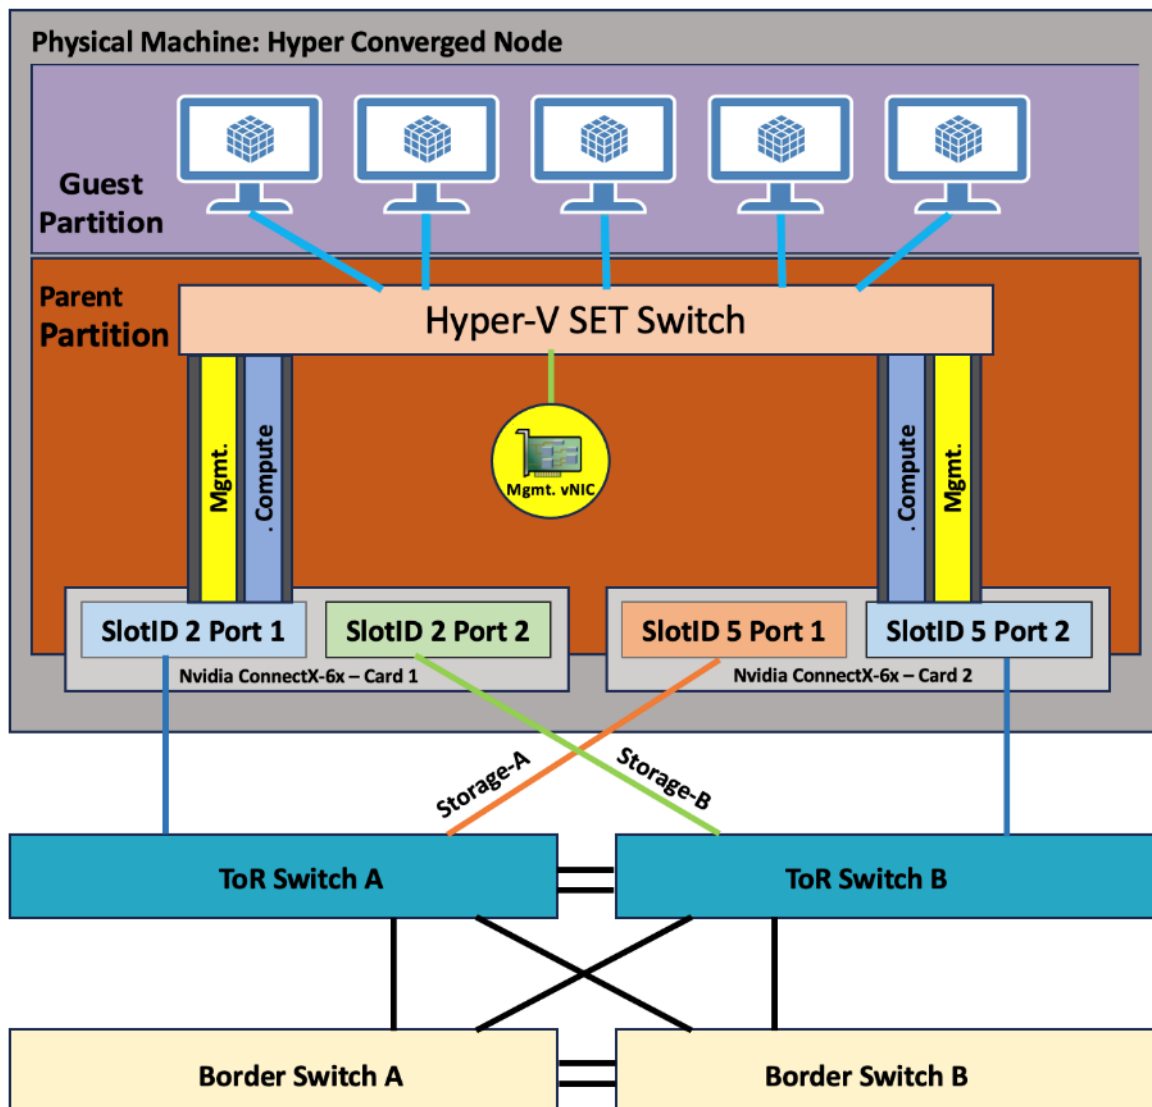 Physical Machine: Hyper Converged Node
Guest
Partition
Parent
Partition
Hyper-V SET Switch
Mgmt.
. Compute
Mgmt. vNIC
. Compute
Mgmt.
SlotID 2 Port 1
SlotID 2 Port 2
SlotID 5 Port 1
SlotID 5 Port 2
Nvidia ConnectX-6x – Card 1
Nvidia ConnectX-6x – Card 2
Storage-A
Storage-B
ToR Switch A
ToR Switch B
Border Switch A
Border Switch B